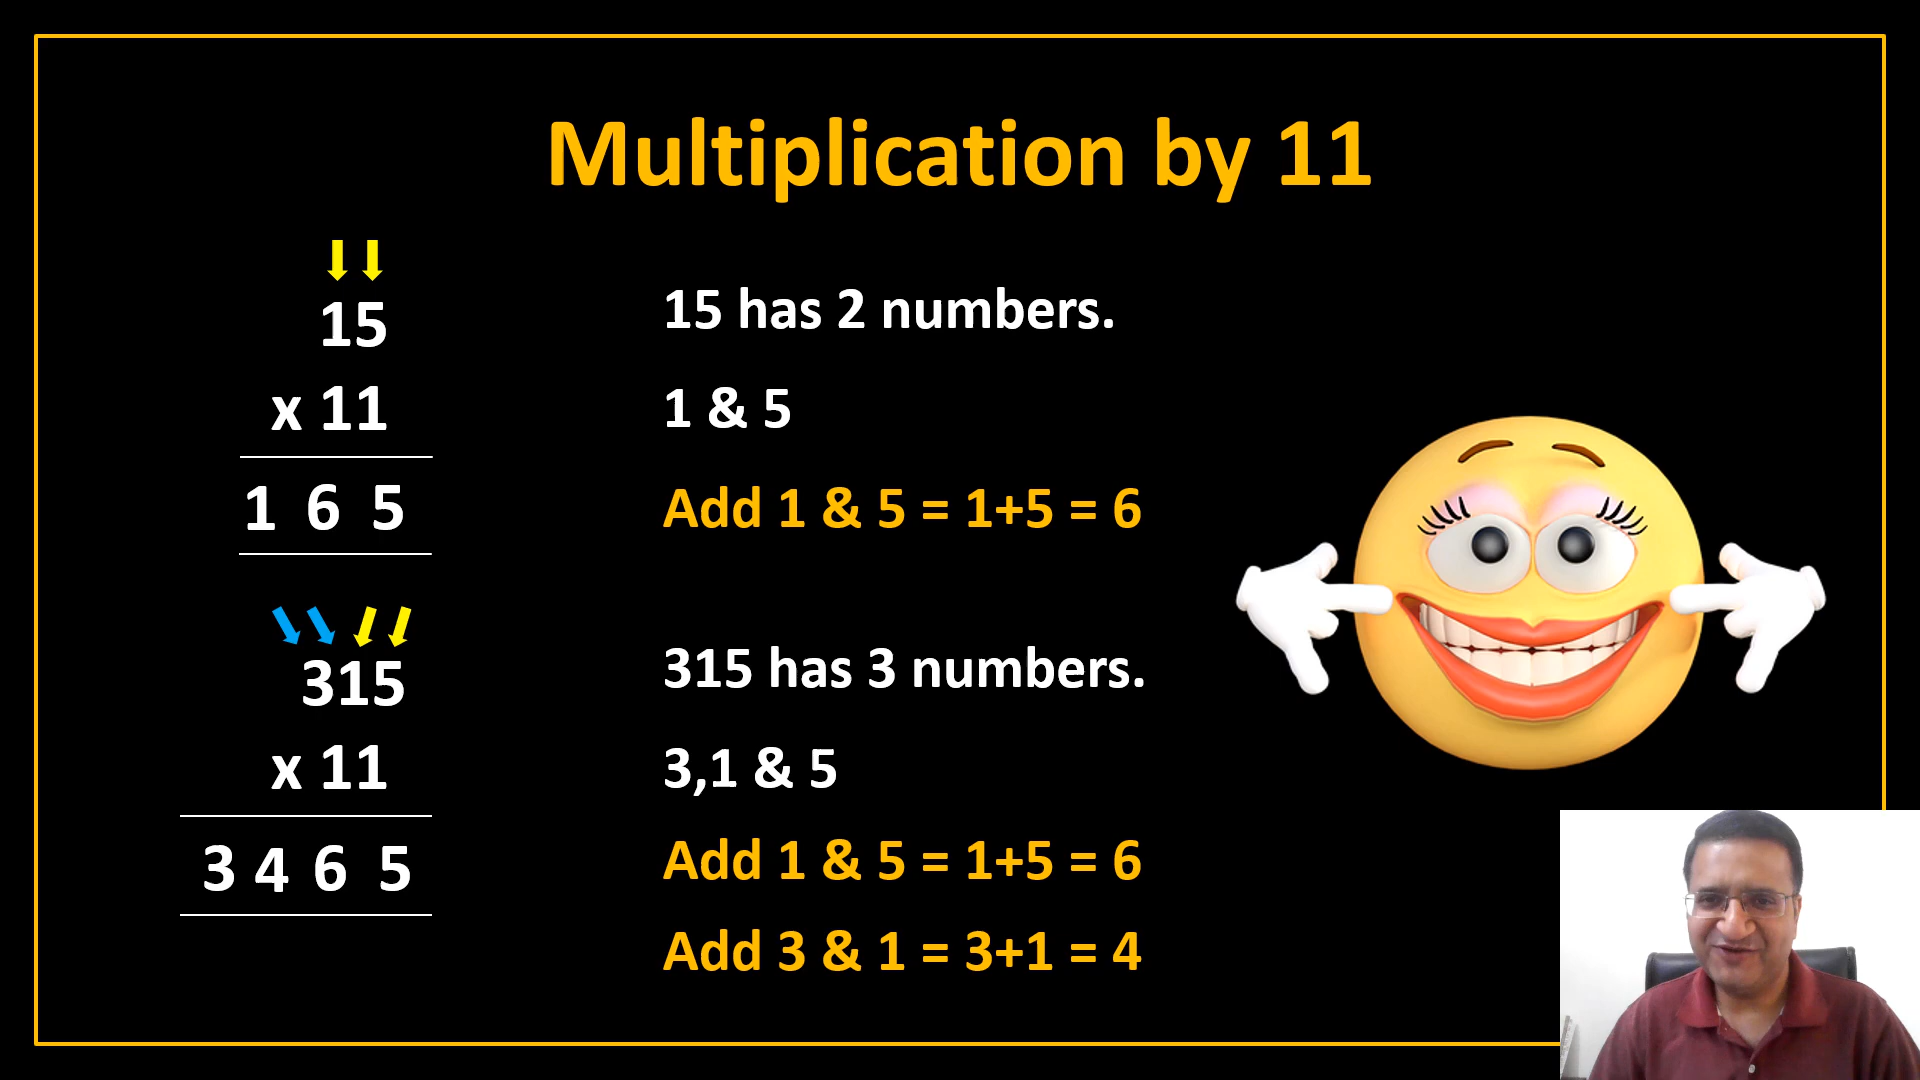 Multiplication by 11
15
x 11
1 6 5
15 has 2 numbers.
1 & 5
Add 1 & 5 = 1+5 = 6
315
x 11
3 4 6 5
315 has 3 numbers.
3,1 & 5
Add 1 & 5 = 1+5 = 6
Add 3 & 1 = 3+1 = 4